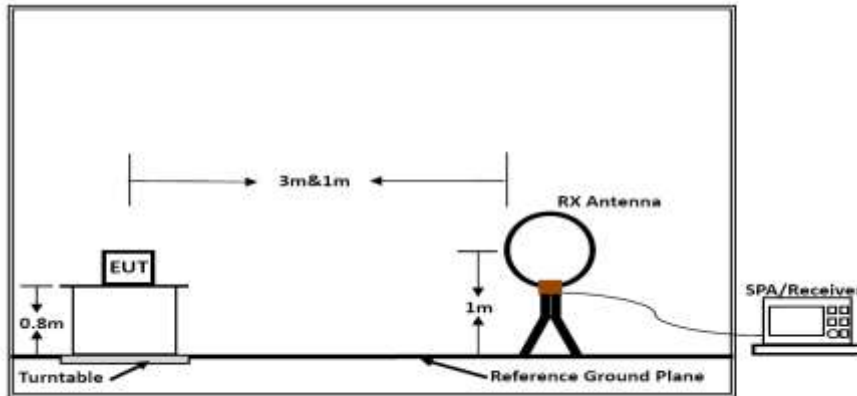 3m&1m
RX Antenna
EUT
SPA/Receiver
0.8m
1m
Turntable
Reference Ground Plane